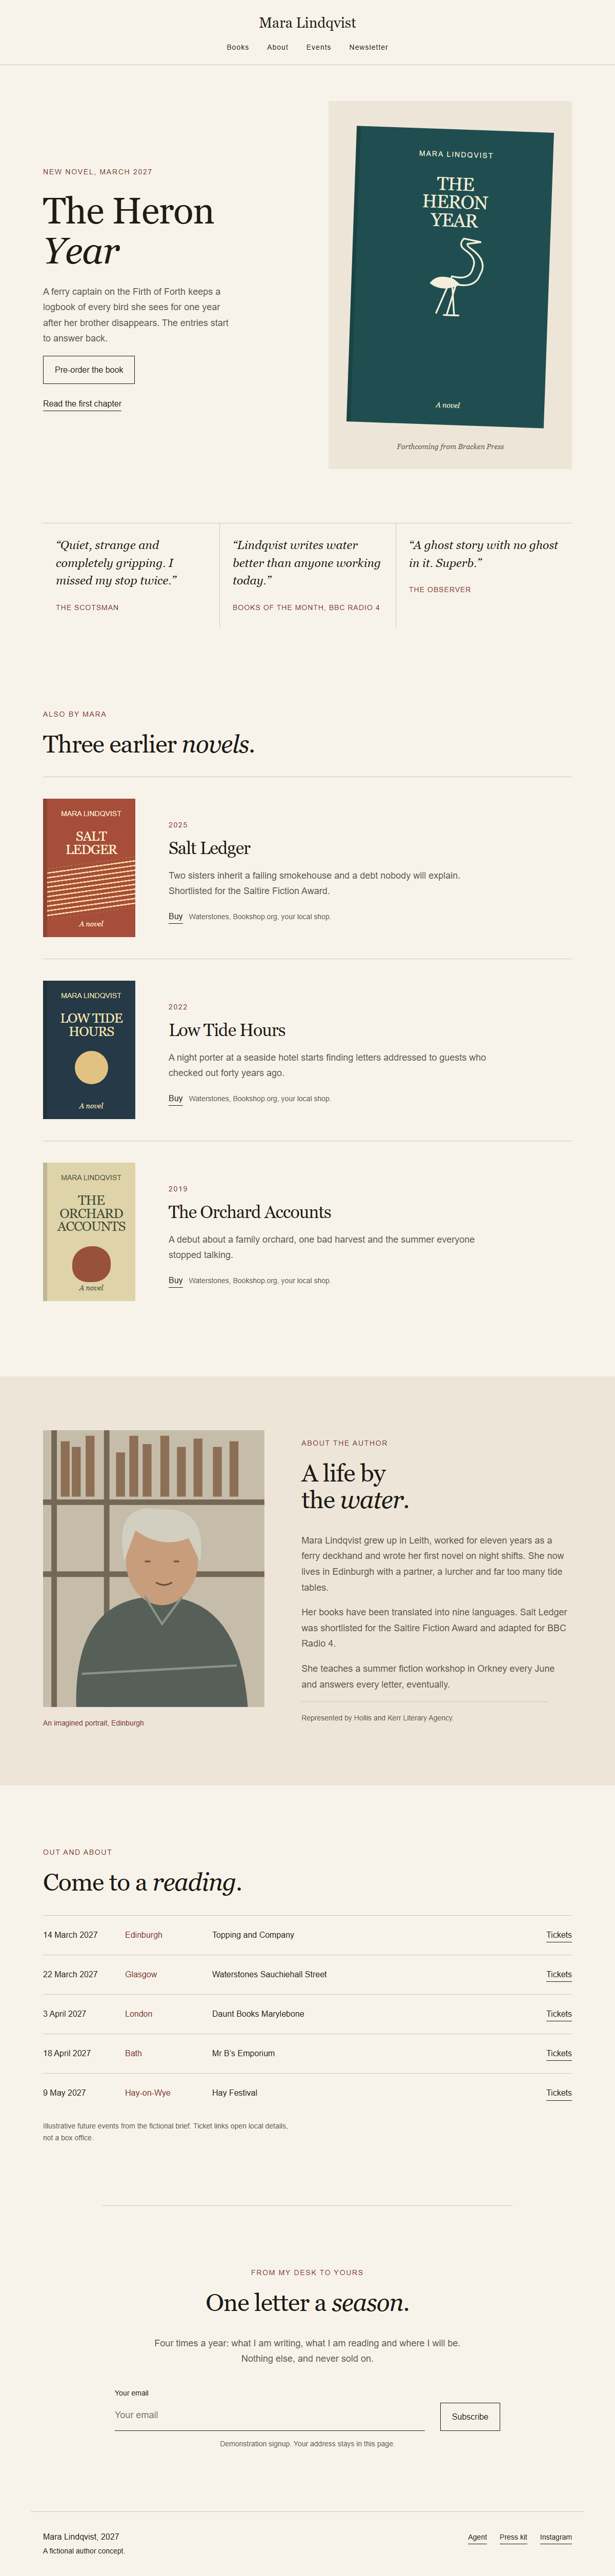 Mara Lindqvist
Books About Events Newsletter
NEW NOVEL, MARCH 2027
The Heron
Year
A ferry captain on the Firth of Forth keeps a
logbook of every bird she sees for one year
after her brother disappears. The entries start
to answer back.
Pre-order the book
Read the first chapter
MARA LINDQVIST
THE
HERON
YEAR
A novel
Forthcoming from Bracken Press
“Quiet, strange and
completely gripping. I
missed my stop twice.”
THE SCOTSMAN
“Lindqvist writes water
better than anyone working
today.”
BOOKS OF THE MONTH, BBC RADIO 4
“A ghost story with no ghost
in it. Superb.”
THE OBSERVER
ALSO BY MARA
Three earlier novels.
MARA LINDQVIST
SALT
LEDGER
A novel
2025
Salt Ledger
Two sisters inherit a failing smokehouse and a debt nobody will explain.
Shortlisted for the Saltire Fiction Award.
Buy Waterstones, Bookshop.org, your local shop.
MARA LINDQVIST
LOW TIDE
HOURS
A novel
2022
Low Tide Hours
A night porter at a seaside hotel starts finding letters addressed to guests who
checked out forty years ago.
Buy Waterstones, Bookshop.org, your local shop.
MARA LINDQVIST
THE
ORCHARD
ACCOUNTS
A novel
2019
The Orchard Accounts
A debut about a family orchard, one bad harvest and the summer everyone
stopped talking.
Buy Waterstones, Bookshop.org, your local shop.
An imagined portrait, Edinburgh
ABOUT THE AUTHOR
A life by
the water.
Mara Lindqvist grew up in Leith, worked for eleven years as a
ferry deckhand and wrote her first novel on night shifts. She now
lives in Edinburgh with a partner, a lurcher and far too many tide
tables.
Her books have been translated into nine languages. Salt Ledger
was shortlisted for the Saltire Fiction Award and adapted for BBC
Radio 4.
She teaches a summer fiction workshop in Orkney every June
and answers every letter, eventually.
Represented by Hollis and Kerr Literary Agency.
OUT AND ABOUT
Come to a reading.
14 March 2027 Edinburgh Topping and Company Tickets
22 March 2027 Glasgow Waterstones Sauchiehall Street Tickets
3 April 2027 London Daunt Books Marylebone Tickets
18 April 2027 Bath Mr B’s Emporium Tickets
9 May 2027 Hay-on-Wye Hay Festival Tickets
Illustrative future events from the fictional brief. Ticket links open local details,
not a box office.
FROM MY DESK TO YOURS
One letter a season.
Four times a year: what I am writing, what I am reading and where I will be.
Nothing else, and never sold on.
Your email
Your email
Subscribe
Demonstration signup. Your address stays in this page.
Mara Lindqvist, 2027
A fictional author concept.
Agent Press kit Instagram